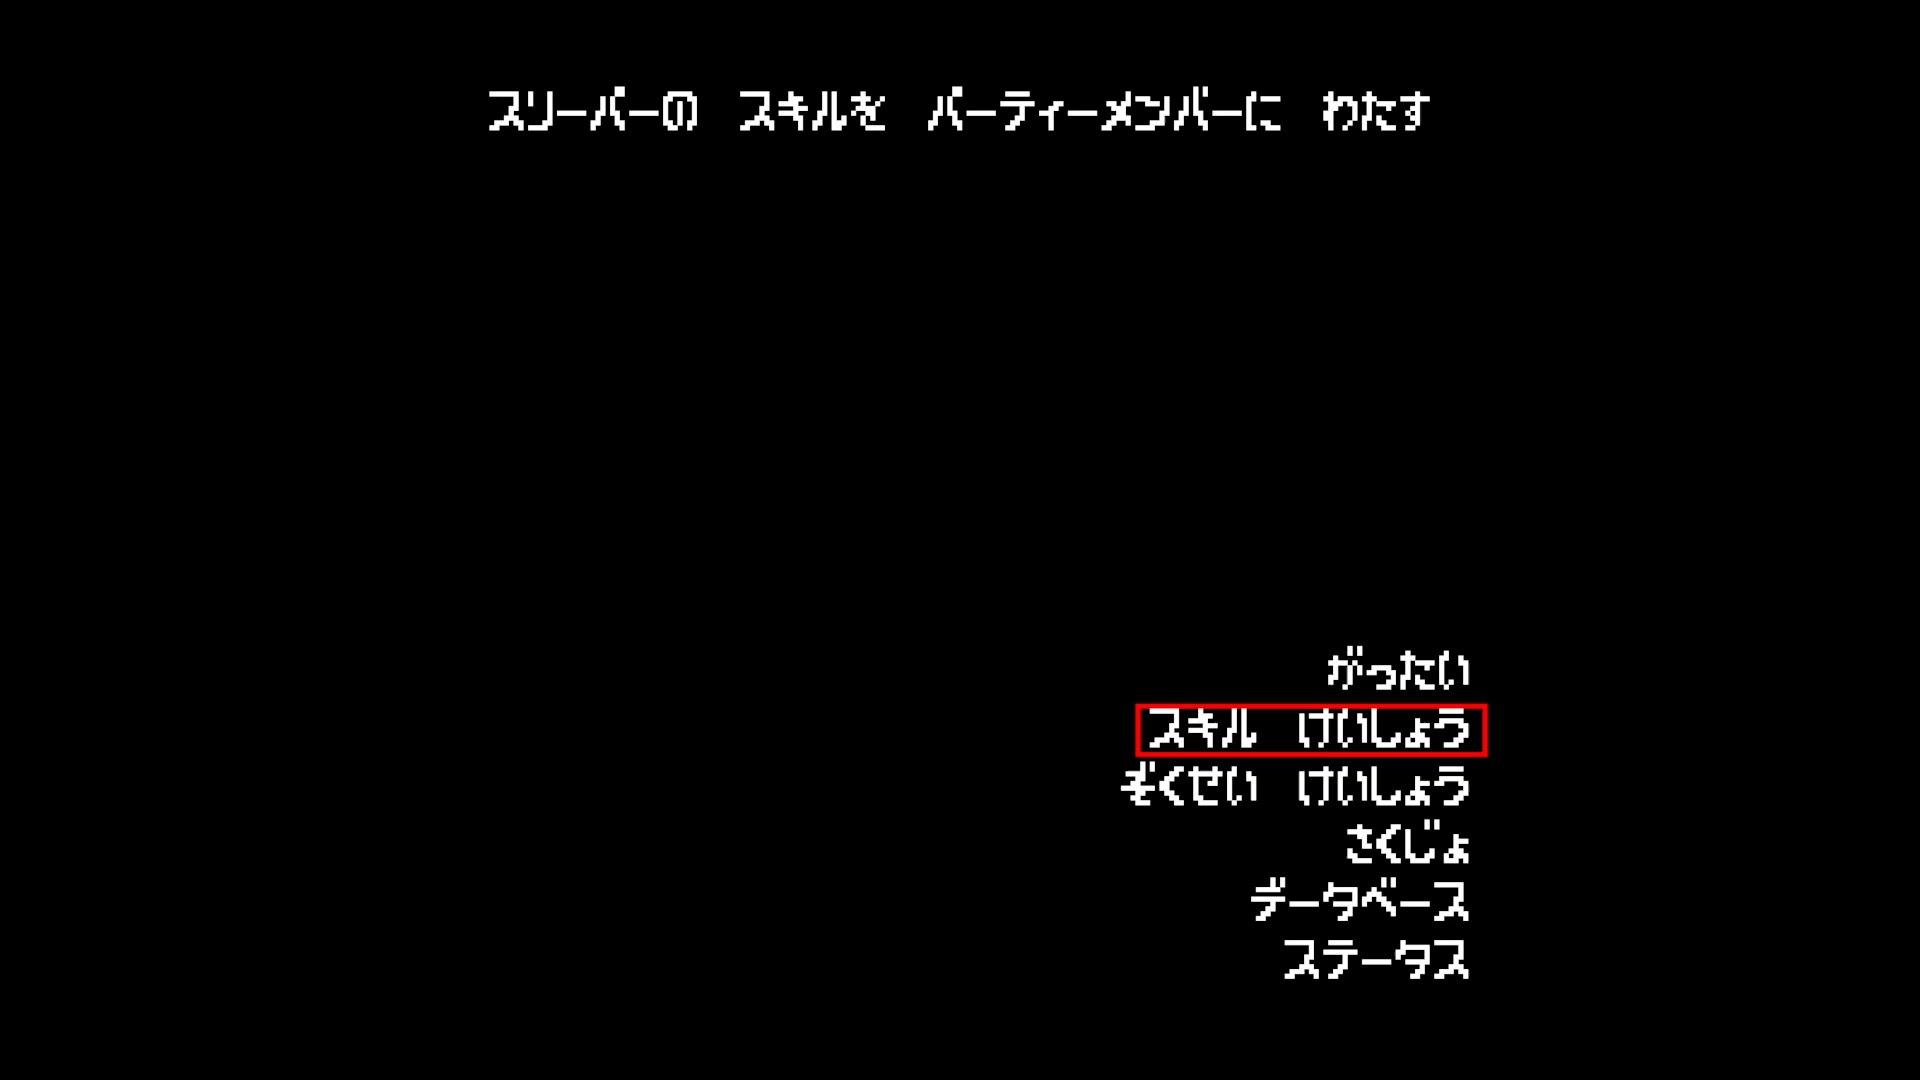 スリーパーの　スキルを　パーティーメンバーに　わたす
がったい
スキル　けいしょう
ぞくせい　けいしょう
さくじょ
データベース
ステータス